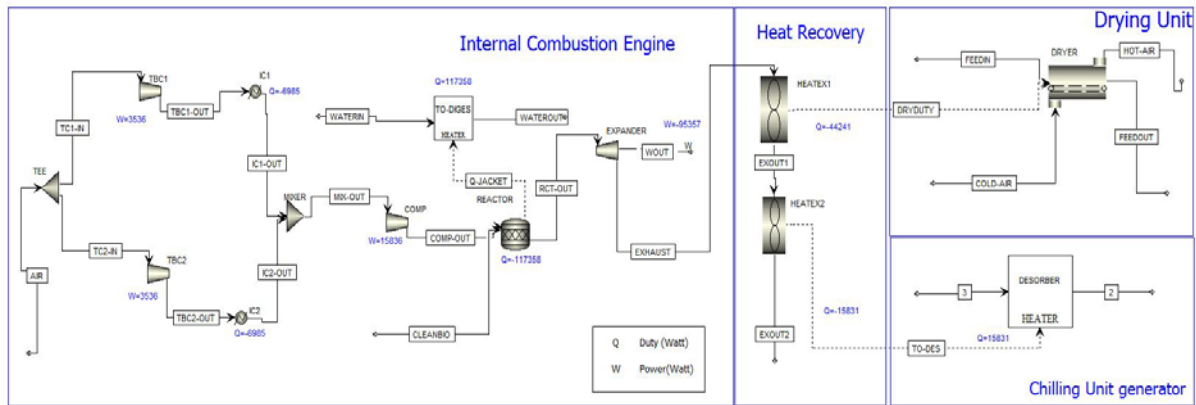 Internal Combustion Engine
TEE
TC1-IN
TBC1
W=3536
TBC1-OUT
IC1
Q=-6985
IC1-OUT
AIR
TC2-IN
TBC2
W=3536
TBC2-OUT
IC2
Q=-6985
IC2-OUT
MIXER
MIX-OUT
COMP
W=15836
COMP-OUT
CLEANBIO
WATERIN
Q=117358
TO-DIGES
HEATER
WATEROUT
Q-JACKET
REACTOR
Q=-117358
RCT-OUT
EXPANDER
W=-95357
WOUT
W
EXHAUST
Q Duty (Watt)
W Power(Watt)
Heat Recovery
HEATEX1
Q=-44241
EXOUT1
HEATEX2
Q=-15831
EXOUT2
Drying Unit
DRYER
HOT-AIR
FEEDIN
DRYDUTY
FEEDOUT
COLD-AIR
DESORBER
3
2
HEATER
Q=15831
TO-DES
Chilling Unit generator